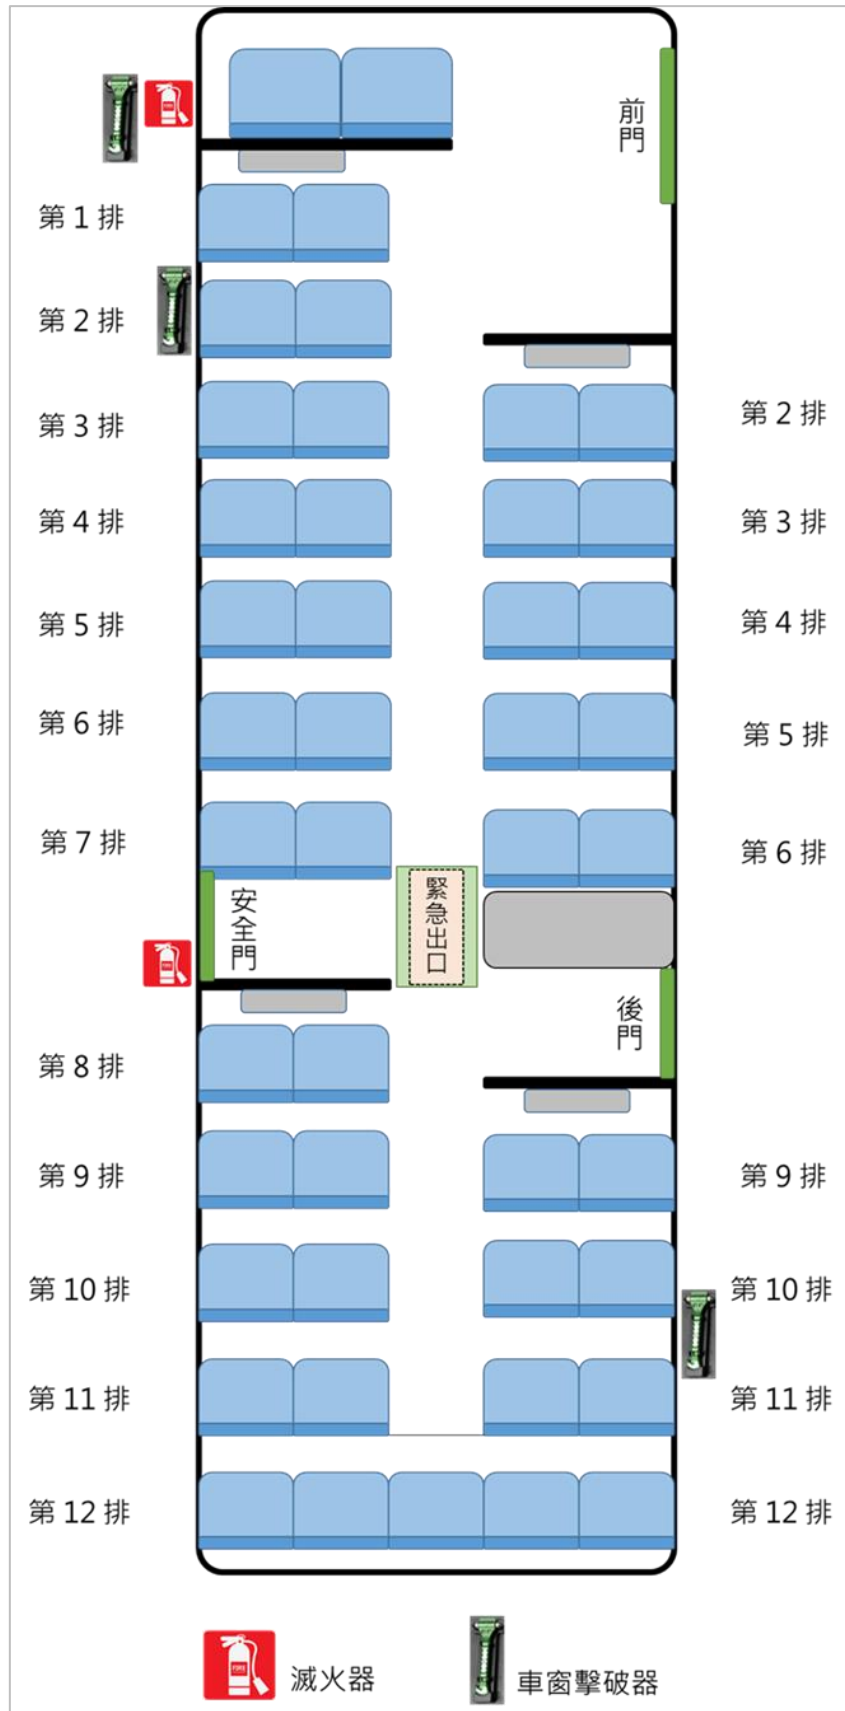 前門
第 1 排
第 2 排
第 3 排
第 2 排
第 4 排
第 3 排
第 5 排
第 4 排
第 6 排
第 5 排
第 7 排
第 6 排
安全門
緊急出口
後門
第 8 排
第 9 排
第 9 排
第 10 排
第 10 排
第 11 排
第 11 排
第 12 排
第 12 排
滅火器
車窗擊破器